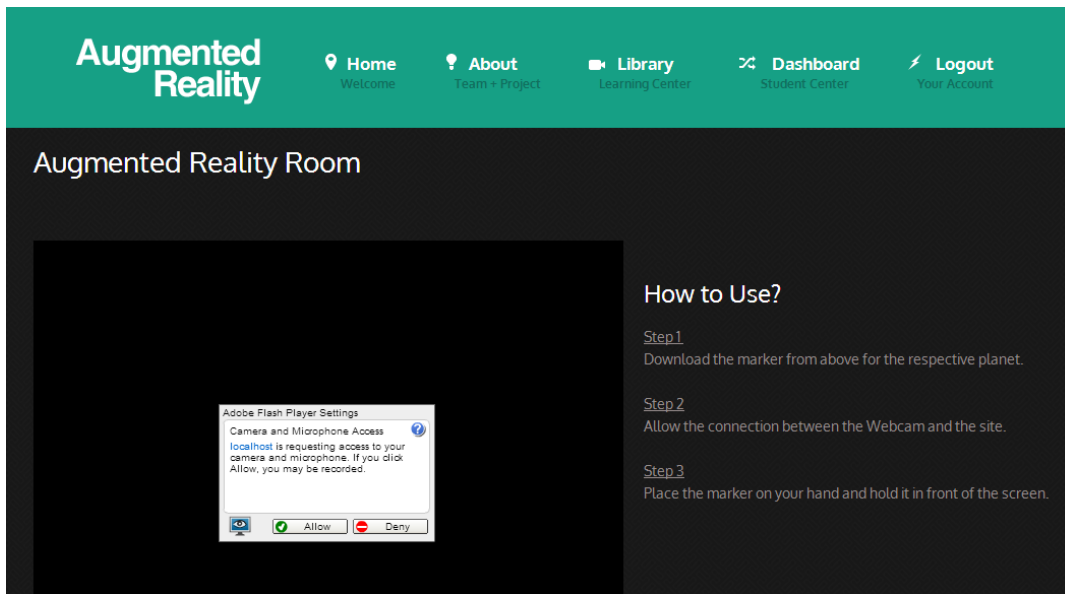 Augmented
Reality
Home
Welcome
About
Team + Project
Library
Learning Center
Dashboard
Student Center
Logout
Your Account
Augmented Reality Room
How to Use?
Step 1
Download the marker from above for the respective planet.
Step 2
Allow the connection between the Webcam and the site.
Step 3
Place the marker on your hand and hold it in front of the screen.
Adobe Flash Player Settings
Camera and Microphone Access
localhost is requesting access to your
camera and microphone. If you click
Allow, you may be recorded.
Allow
Deny